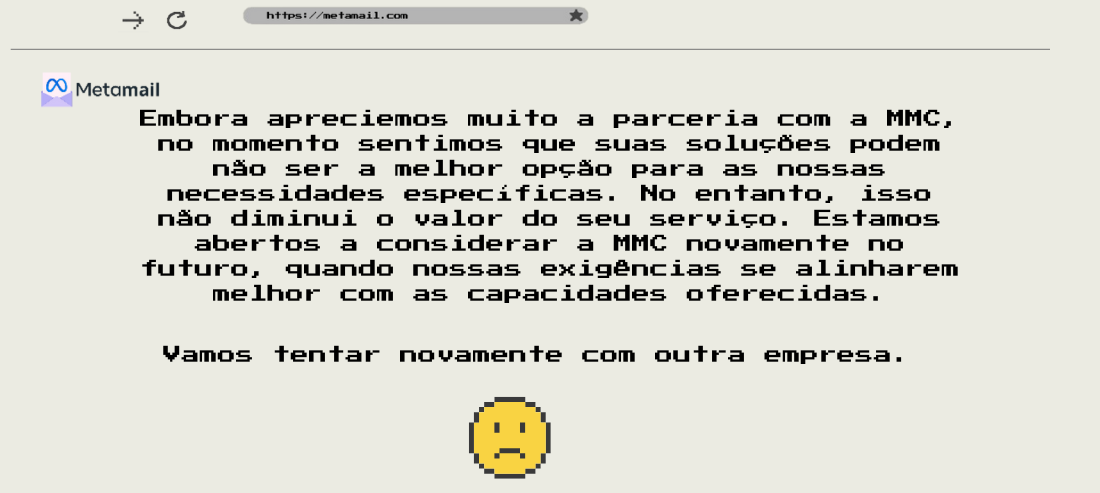 https://metamail.com
Metamail
Embora apreciemos muito a parceria com a MMC,
no momento sentimos que suas soluções podem
não ser a melhor opção para as nossas
necessidades específicas. No entanto, isso
não diminui o valor do seu serviço. Estamos
abertos a considerar a MMC novamente no
futuro, quando nossas exigências se alinharem
melhor com as capacidades oferecidas.
Vamos tentar novamente com outra empresa.